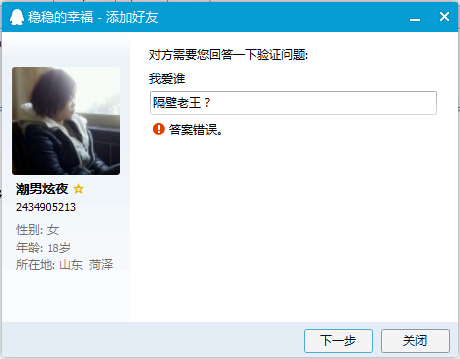 稳稳的幸福 - 添加好友
对方需要您回答一下验证问题:
我爱谁
隔壁老王？
答案错误。
潮男炫夜
2434905213
性别: 女
年龄: 18岁
所在地: 山东 菏泽
下一步
关闭